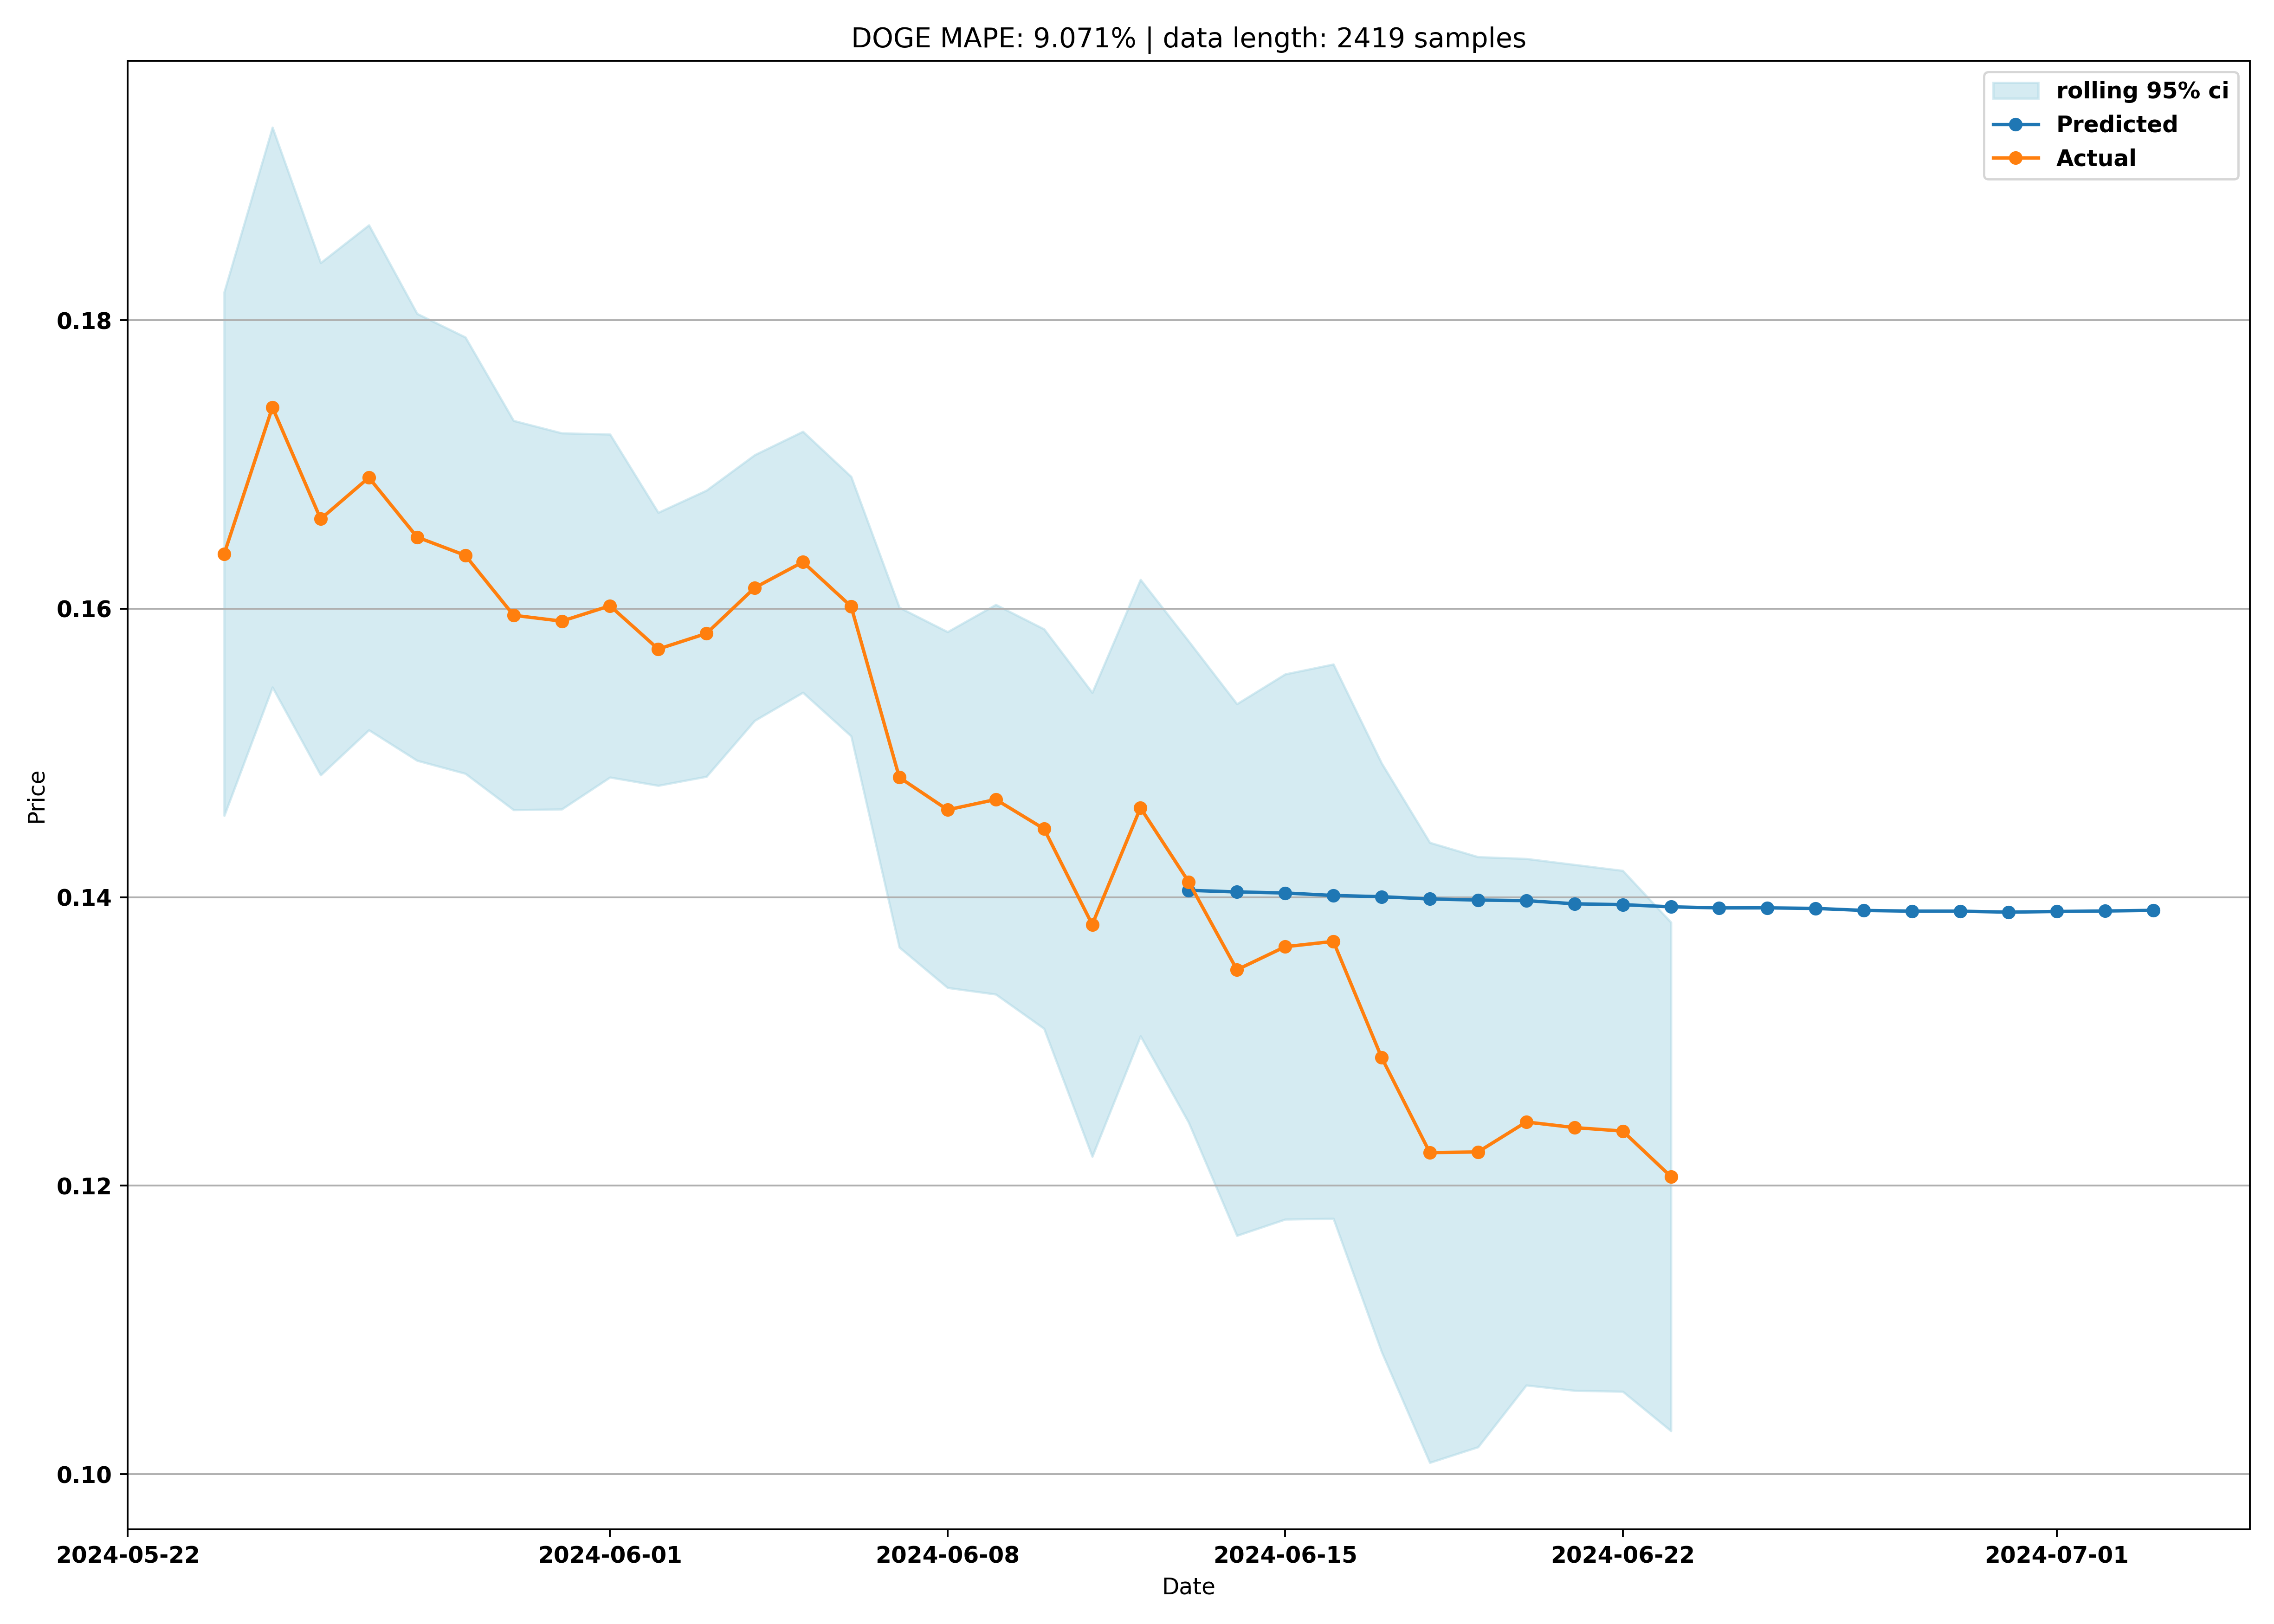 DOGE MAPE: 9.071% | data length: 2419 samples
rolling 95% ci
Predicted
Actual
0.18
0.16
0.14
0.12
0.10
Price
2024-05-22
2024-06-01
2024-06-08
2024-06-15
2024-06-22
2024-07-01
Date